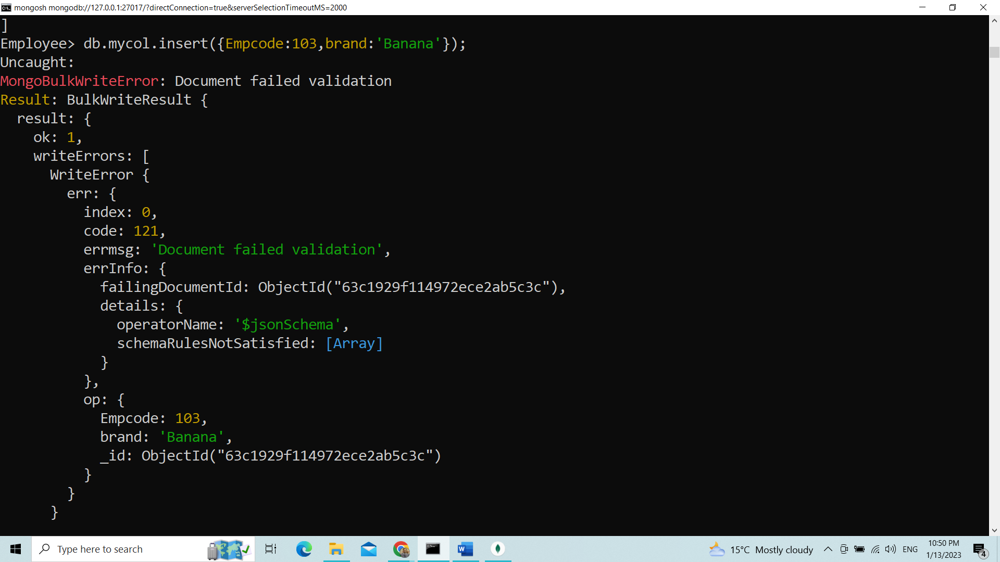 mongosh mongodb://127.0.0.1:27017/?directConnection=true&serverSelectionTimeoutMS=2000
]
Employee> db.mycol.insert({Empcode:103,brand:'Banana'});
Uncaught:
MongoBulkWriteError: Document failed validation
Result: BulkWriteResult {
  result: {
    ok: 1,
    writeErrors: [
      WriteError {
        err: {
          index: 0,
          code: 121,
          errmsg: 'Document failed validation',
          errInfo: {
            failingDocumentId: ObjectId("63c1929f114972ece2ab5c3c"),
            details: {
              operatorName: '$jsonSchema',
              schemaRulesNotSatisfied: [Array]
            }
          },
          op: {
            Empcode: 103,
            brand: 'Banana',
            _id: ObjectId("63c1929f114972ece2ab5c3c")
          }
        }
      }
Type here to search
15°C Mostly cloudy
ENG
10:50 PM
1/13/2023
4